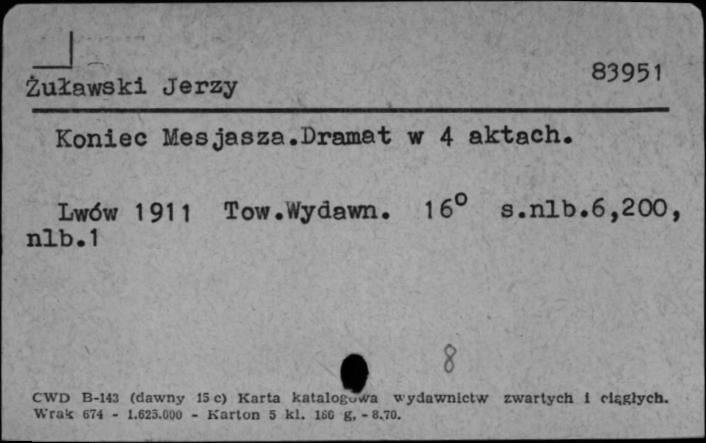 83951
Żuławski Jerzy
Koniec Mesjasza.Dramat w 4 aktach.
Lwów 1911 Tow.Wydawn. 16° s.nlb.6,200,
nlb.1
8
CWD B-143 (dawny 15 c) Karta katalogowa wydawnictw zwartych i ciągłych.
Wrak 674 - 1.625.000 - Karton 5 kl. 160 g. - 8.70.